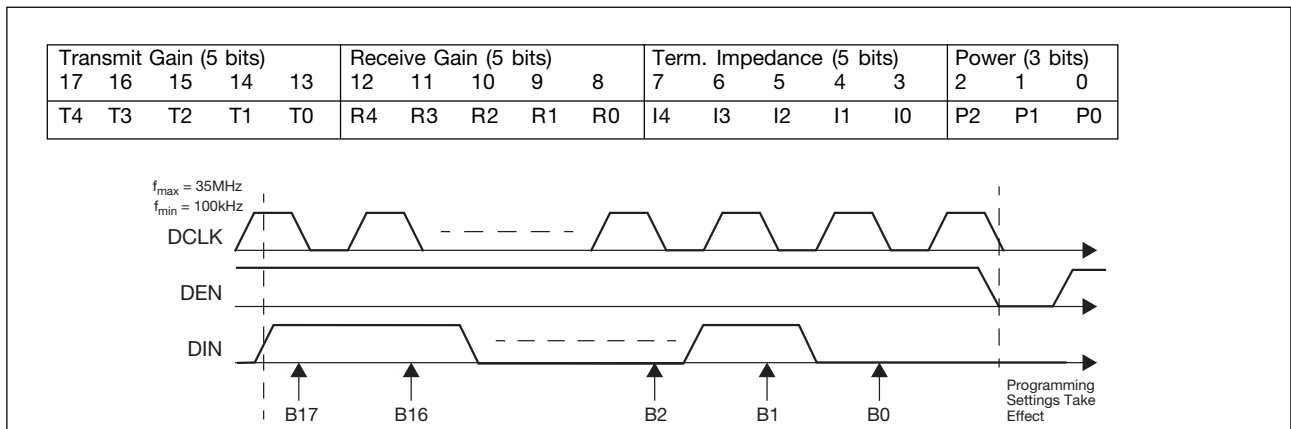 Transmit Gain (5 bits) Receive Gain (5 bits) Term. Impedance (5 bits) Power (3 bits)
17 16 15 14 13 12 11 10 9 8 7 6 5 4 3 2 1 0
T4 T3 T2 T1 T0 R4 R3 R2 R1 R0 I4 I3 I2 I1 I0 P2 P1 P0
fmax = 35MHz
fmin = 100kHz
DCLK
DEN
DIN
B17 B16 B2 B1 B0
Programming
Settings Take
Effect